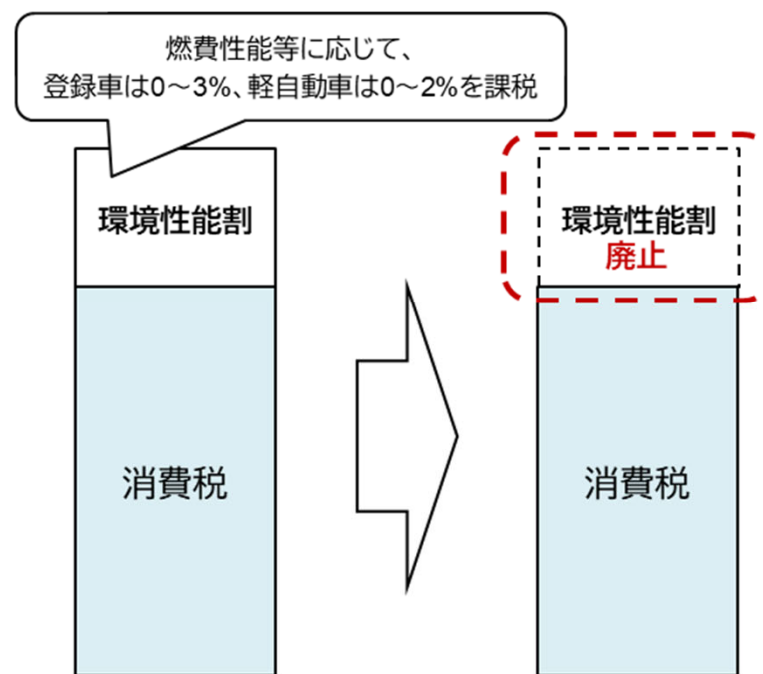 燃費性能等に応じて、
登録車は0～3%、軽自動車は0～2%を課税
環境性能割
消費税
環境性能割
廃止
消費税